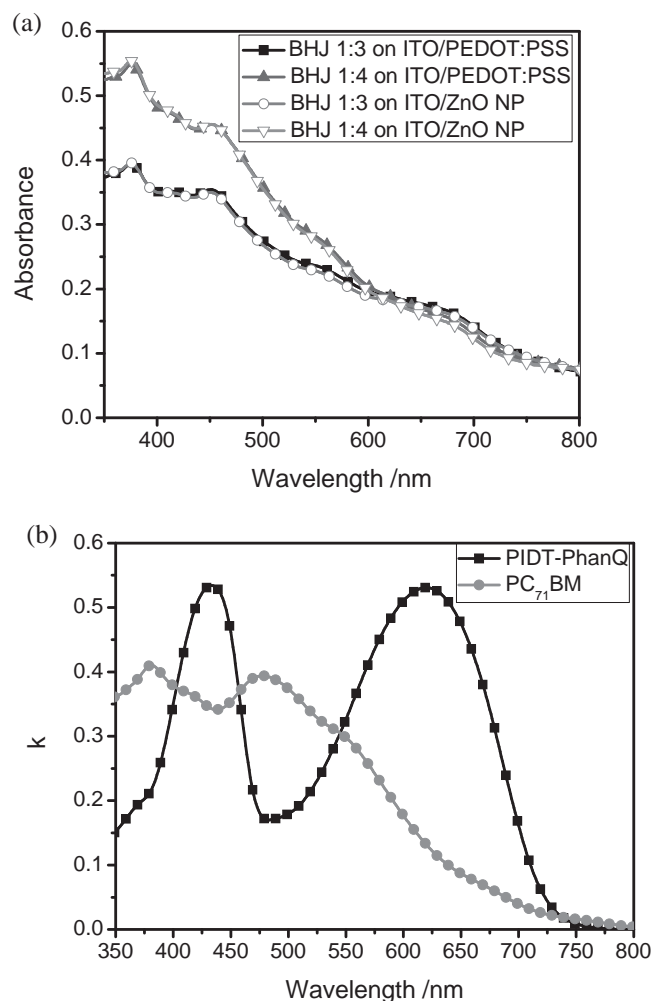 (a)
0.6
BHJ 1:3 on ITO/PEDOT:PSS
BHJ 1:4 on ITO/PEDOT:PSS
BHJ 1:3 on ITO/ZnO NP
BHJ 1:4 on ITO/ZnO NP
0.5
0.4
0.3
0.2
0.1
0.0
Absorbance
400 500 600 700 800
Wavelength /nm
(b)
0.6
PIDT-PhanQ
PC71BM
0.5
0.4
0.3
0.2
0.1
0.0
k
350 400 450 500 550 600 650 700 750 800
Wavelength /nm